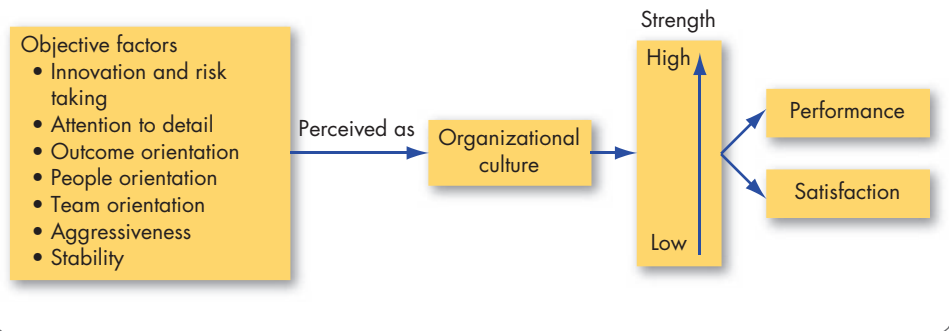 Objective factors
• Innovation and risk
taking
• Attention to detail
• Outcome orientation
• People orientation
• Team orientation
• Aggressiveness
• Stability
Perceived as
Organizational
culture
Strength
High
Low
Performance
Satisfaction